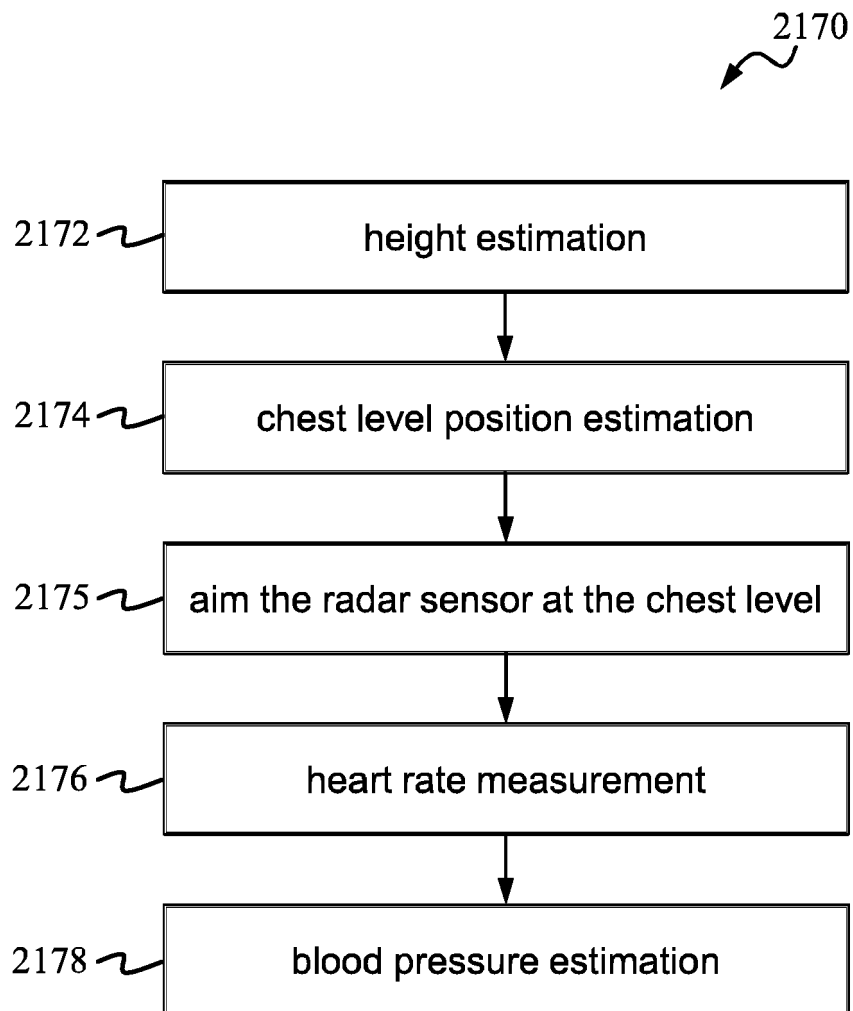 2170
2172 height estimation
2174 chest level position estimation
2175 aim the radar sensor at the chest level
2176 heart rate measurement
2178 blood pressure estimation